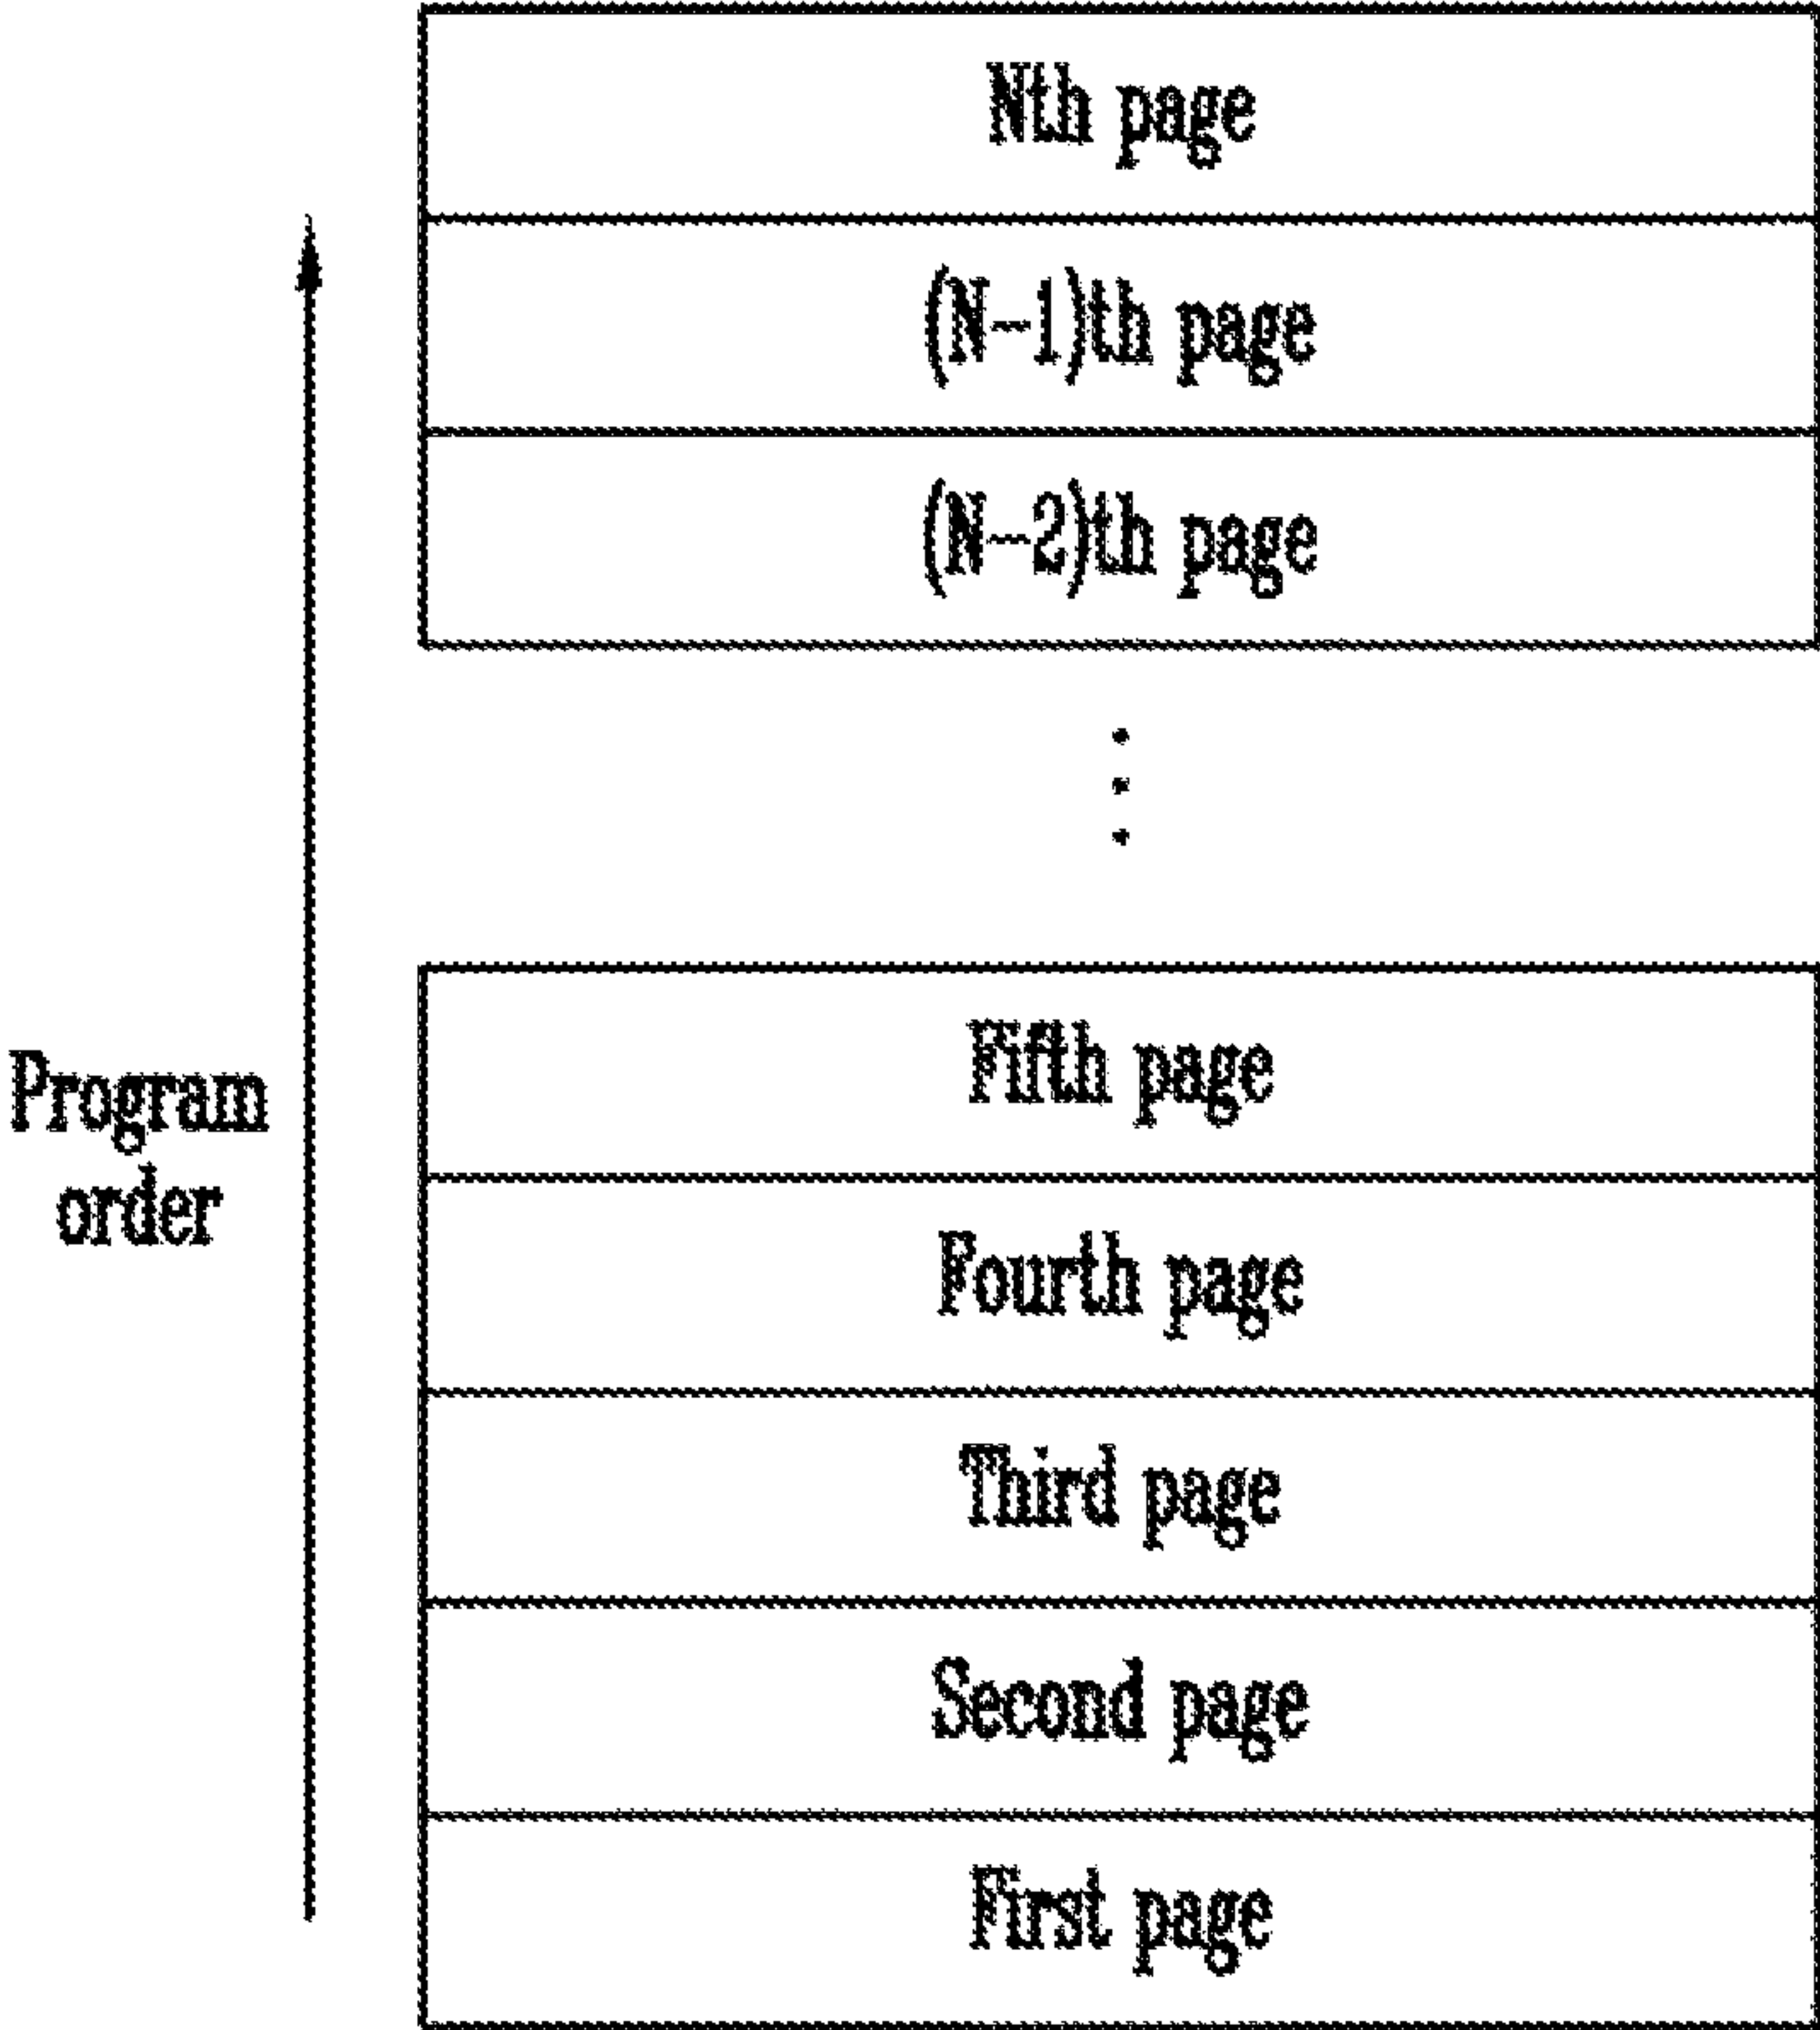 Nth page
(N-1)th page
(N-2)th page
Fifth page
Program
order
Fourth page
Third page
Second page
First page